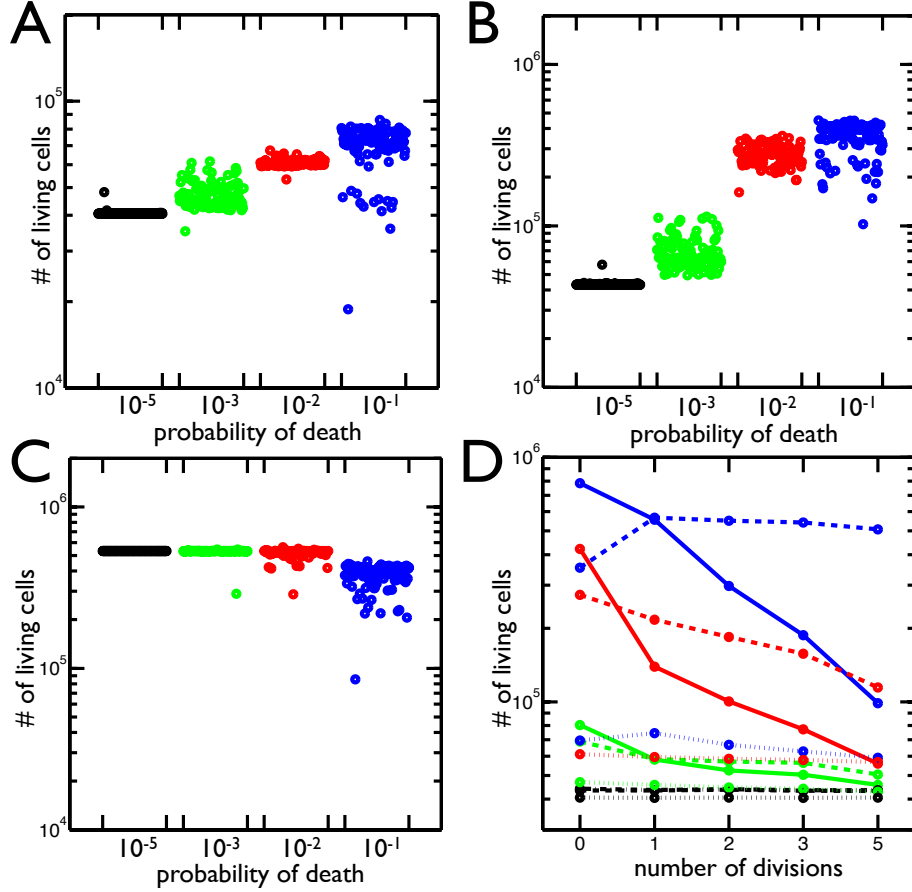 A
# of living cells
10^5
10^4
10^-5 10^-3 10^-2 10^-1
probability of death
B
# of living cells
10^6
10^5
10^4
10^-5 10^-3 10^-2 10^-1
probability of death
C
# of living cells
10^6
10^5
10^4
10^-5 10^-3 10^-2 10^-1
probability of death
D
# of living cells
10^6
10^5
0 1 2 3 5
number of divisions